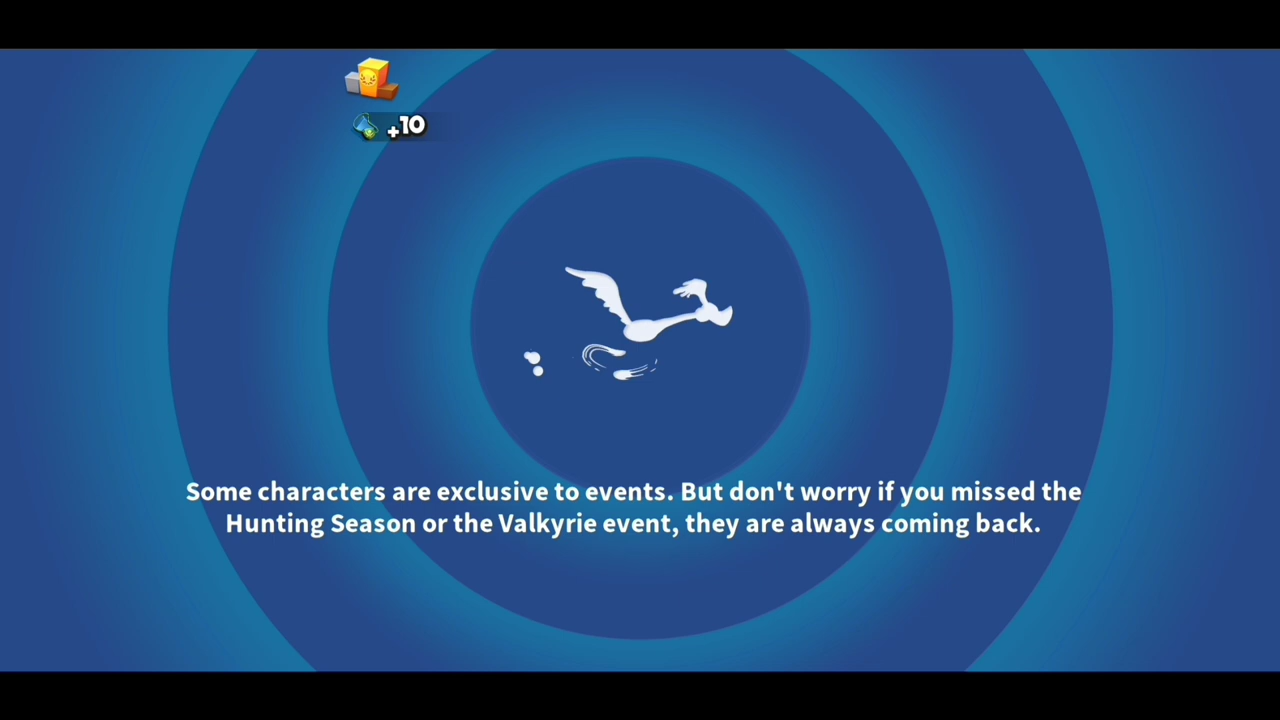 +10
Some characters are exclusive to events. But don't worry if you missed the
Hunting Season or the Valkyrie event, they are always coming back.